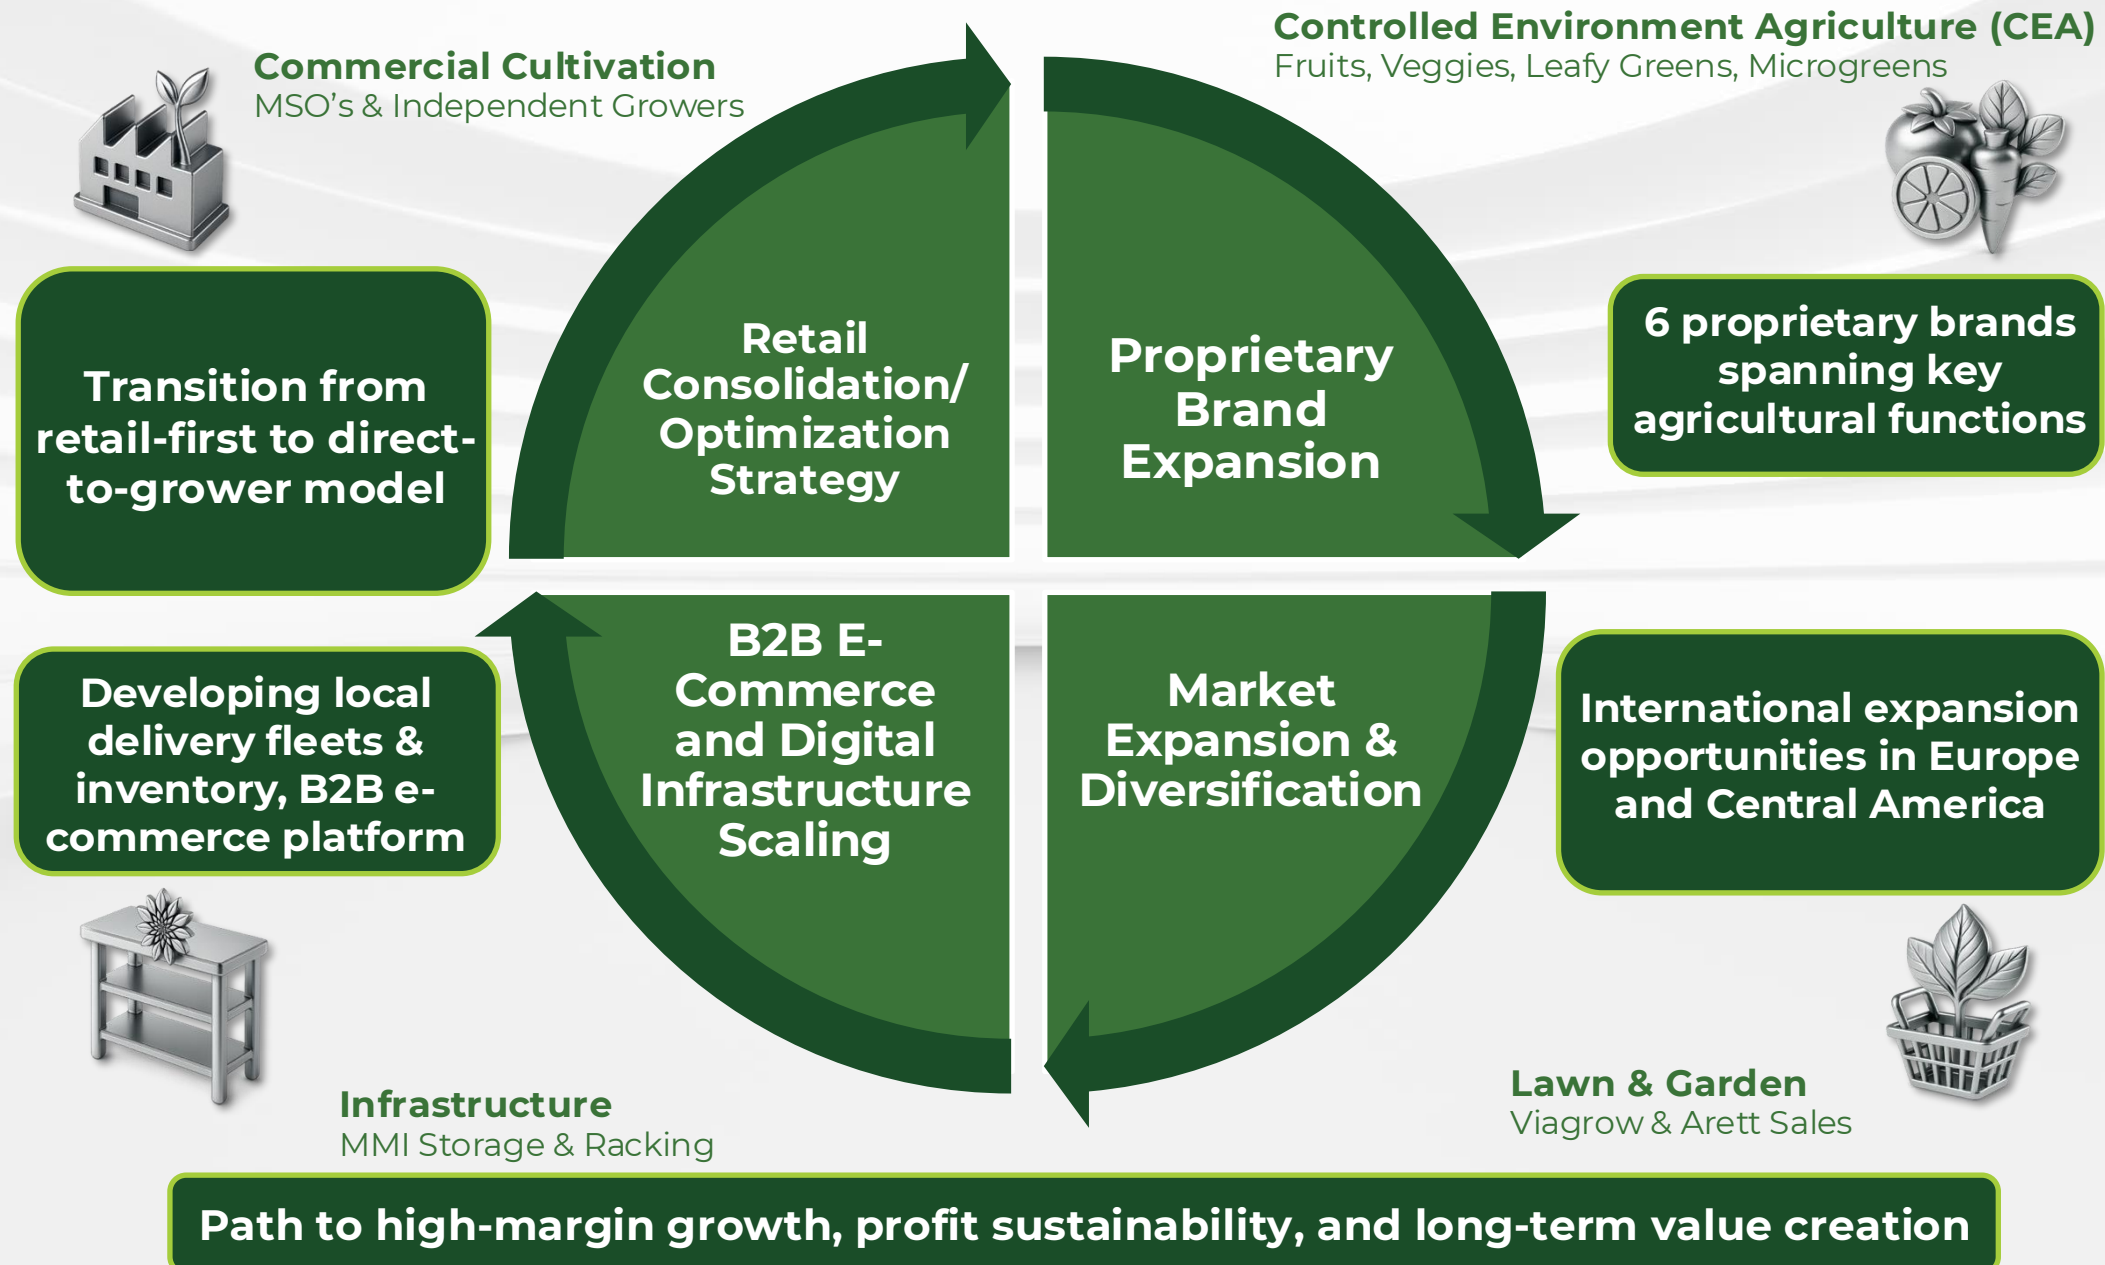 Commercial Cultivation
MSO's & Independent Growers
Controlled Environment Agriculture (CEA)
Fruits, Veggies, Leafy Greens, Microgreens
Transition from
retail-first to direct-
to-grower model
Retail
Consolidation/
Optimization
Strategy
Proprietary
Brand
Expansion
6 proprietary brands
spanning key
agricultural functions
Developing local
delivery fleets &
inventory, B2B e-
commerce platform
B2B E-
Commerce
and Digital
Infrastructure
Scaling
Market
Expansion &
Diversification
International expansion
opportunities in Europe
and Central America
Infrastructure
MMI Storage & Racking
Lawn & Garden
Viagrow & Arett Sales
Path to high-margin growth, profit sustainability, and long-term value creation